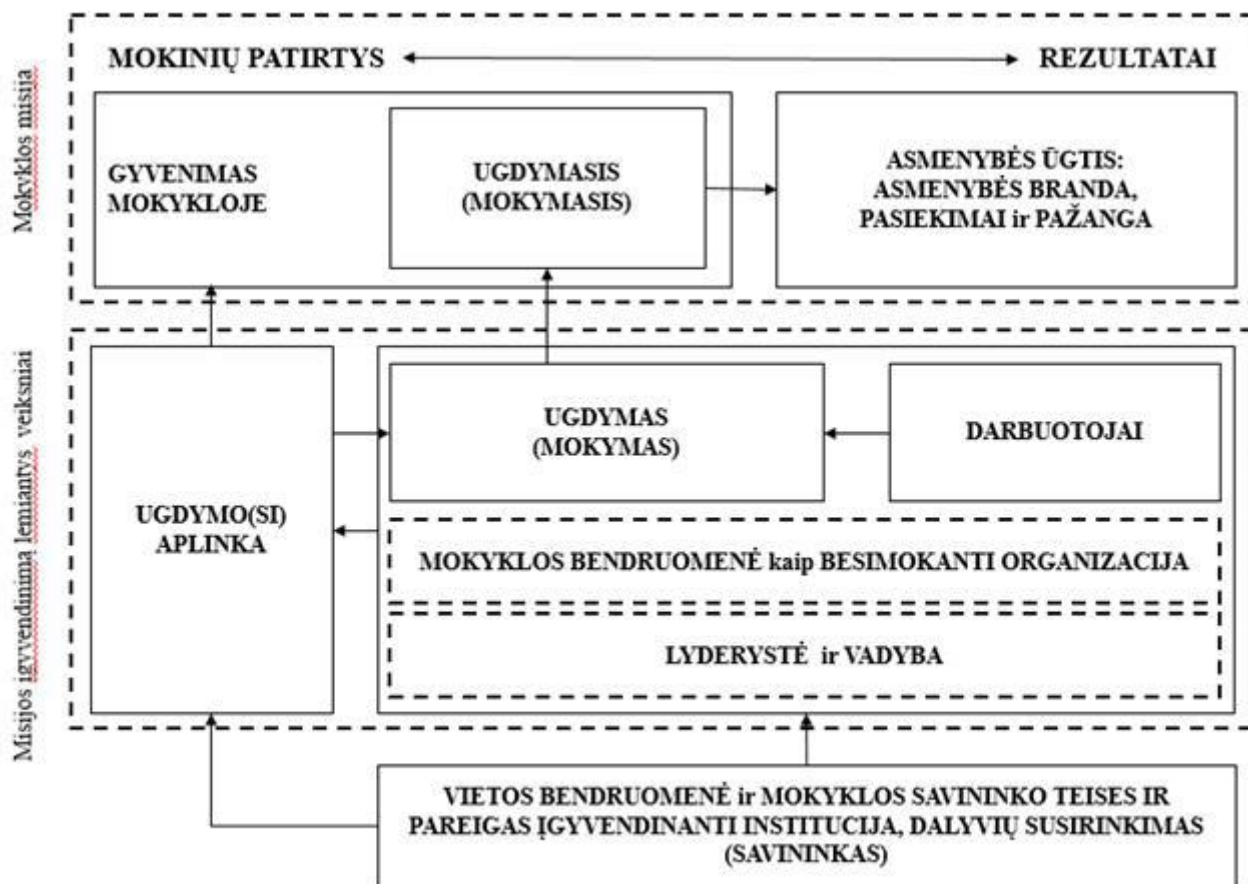 Mokyklos misija
MOKINIŲ PATIRTYS
REZULTATAI
GYVENIMAS
MOKYKLOJE
UGDYMASIS
(MOKYMASIS)
ASMENYBĖS ŪGTIS:
ASMENYBĖS BRANDA,
PASIEKIMAI ir PAŽANGA
Misijos įgyvendinimą lemiantys veiksniai
UGDYMO(SI)
APLINKA
UGDYMAS
(MOKYMAS)
DARBUOTOJAI
MOKYKLOS BENDRUOMENĖ kaip BESIMOKANTI ORGANIZACIJA
LYDERYSTĖ ir VADYBA
VIETOS BENDRUOMENĖ ir MOKYKLOS SAVININKO TEISES IR
PAREIGAS ĮGYVENDINANTI INSTITUCIJA, DALYVIŲ SUSIRINKIMAS
(SAVININKAS)